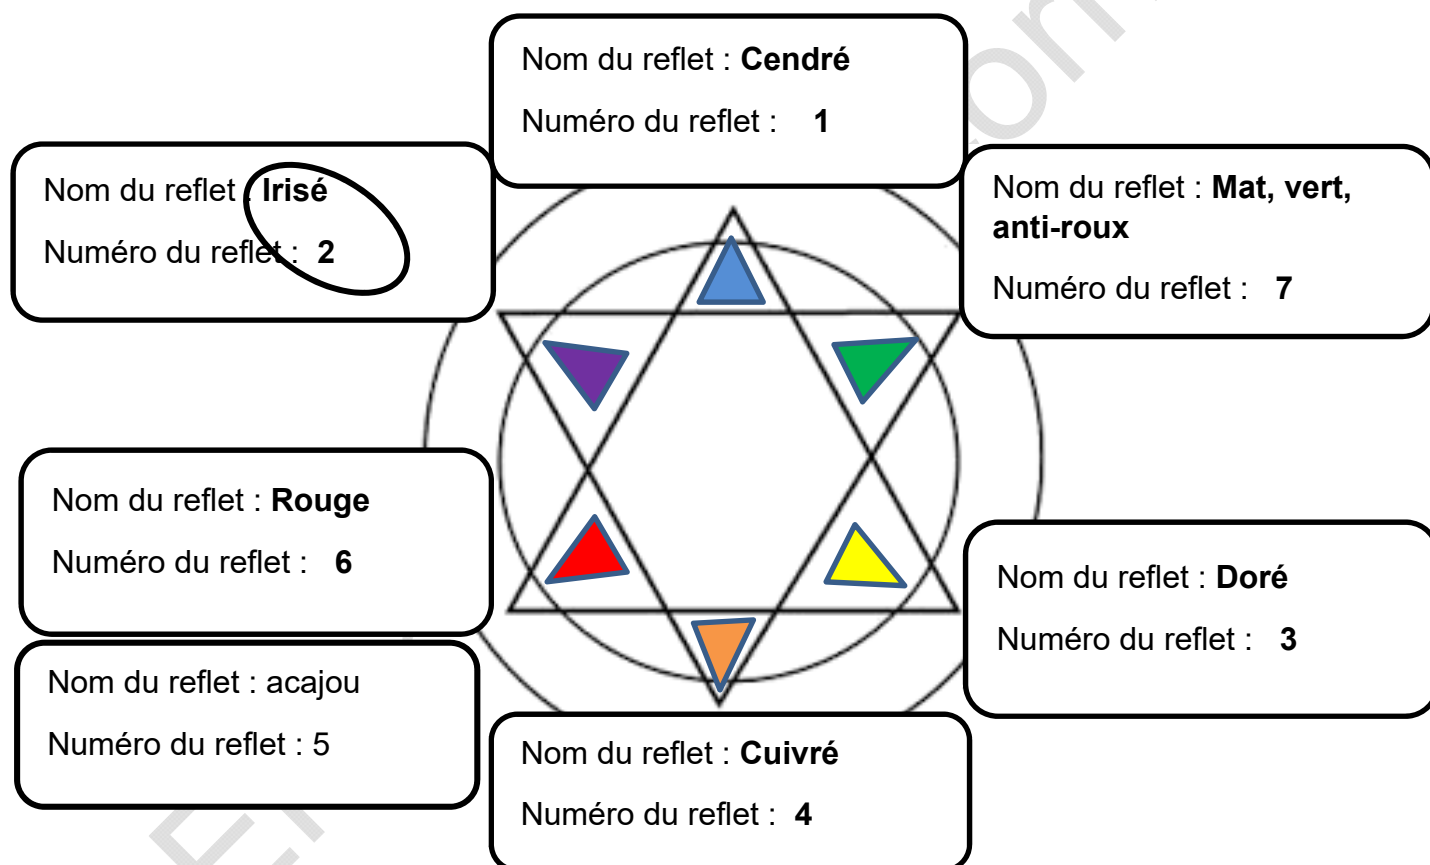 Nom du reflet : Cendré
Numéro du reflet : 1
Nom du reflet : Irisé
Numéro du reflet : 2
Nom du reflet : Mat, vert,
anti-roux
Numéro du reflet : 7
Nom du reflet : Rouge
Numéro du reflet : 6
Nom du reflet : Doré
Numéro du reflet : 3
Nom du reflet : acajou
Numéro du reflet : 5
Nom du reflet : Cuivré
Numéro du reflet : 4